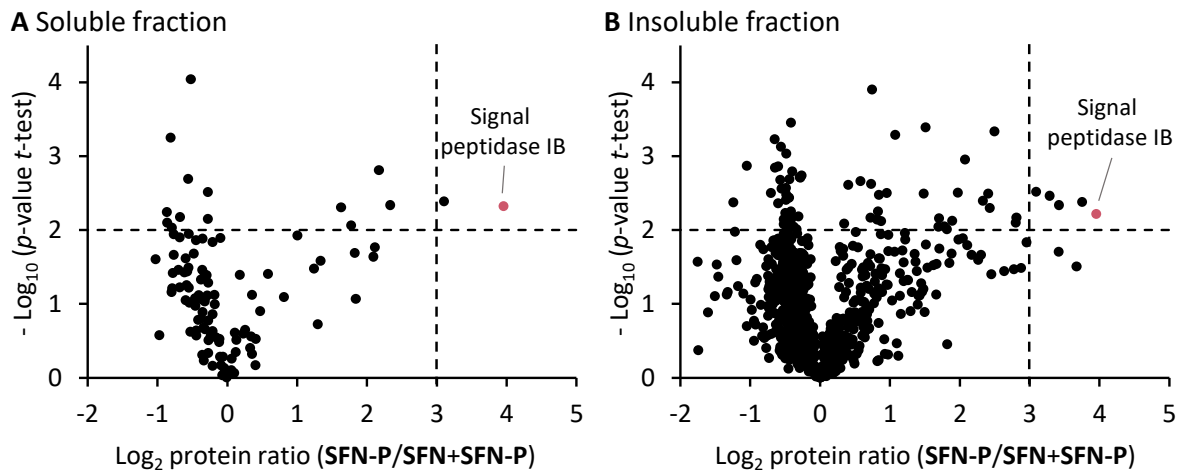 A Soluble fraction
- Log10 (p-value t-test)
4
3
2
1
0
-2
-1
0
1
2
3
4
5
Signal
peptidase IB
Log2 protein ratio (SFN-P/SFN+SFN-P)
B Insoluble fraction
- Log10 (p-value t-test)
4
3
2
1
0
-2
-1
0
1
2
3
4
5
Signal
peptidase IB
Log2 protein ratio (SFN-P/SFN+SFN-P)